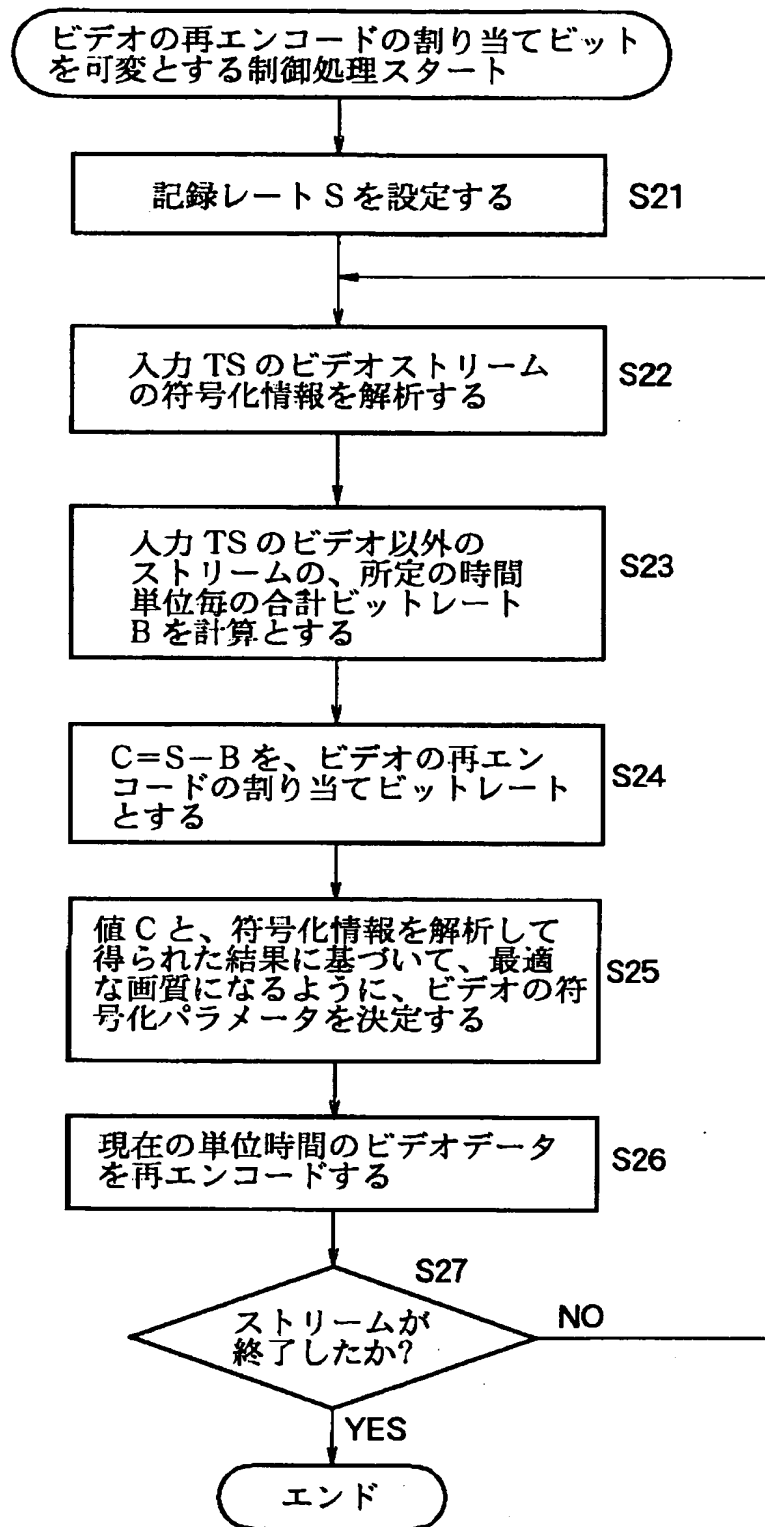 ビデオの再エンコードの割り当てビット
を可変とする制御処理スタート
記録レート S を設定する
S21
入力 TS のビデオストリーム
の符号化情報を解析する
S22
入力 TS のビデオ以外の
ストリームの、所定の時間
単位毎の合計ビットレート
B を計算とする
S23
C=S−B を、ビデオの再エン
コードの割り当てビットレート
とする
S24
値 C と、符号化情報を解析して
得られた結果に基づいて、最適
な画質になるように、ビデオの符
号化パラメータを決定する
S25
現在の単位時間のビデオデータ
を再エンコードする
S26
S27
ストリームが
終了したか?
NO
YES
エンド